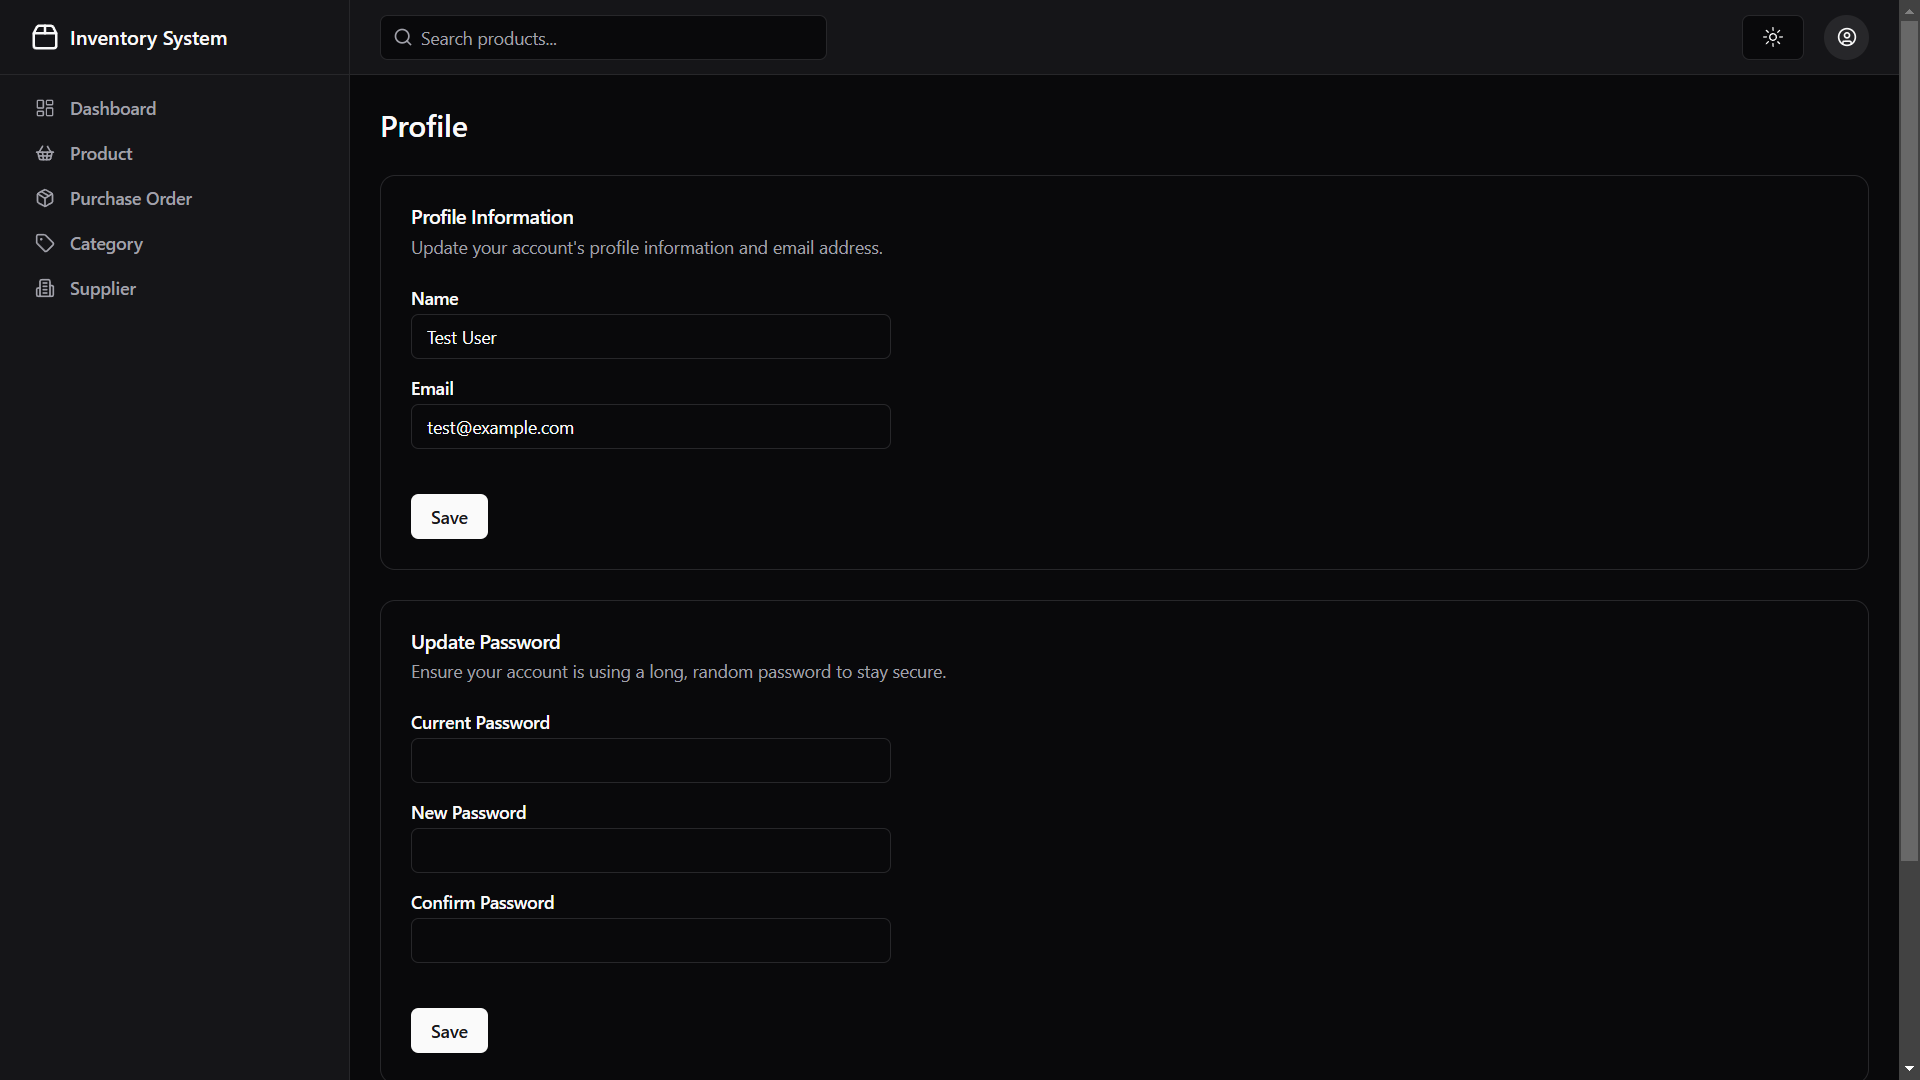 Inventory System
Search products...
Dashboard
Product
Purchase Order
Category
Supplier
Profile
Profile Information
Update your account's profile information and email address.
Name
Test User
Email
test@example.com
Save
Update Password
Ensure your account is using a long, random password to stay secure.
Current Password
New Password
Confirm Password
Save